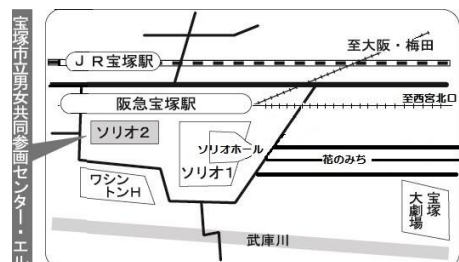 宝塚市立男女共同参画センター・エル
JR宝塚駅
至大阪・梅田
阪急宝塚駅
至西宮北口
ソリオ2
ソリオホール
ソリオ1
花のみち
ワシン
トンH
宝塚
大劇場
武庫川